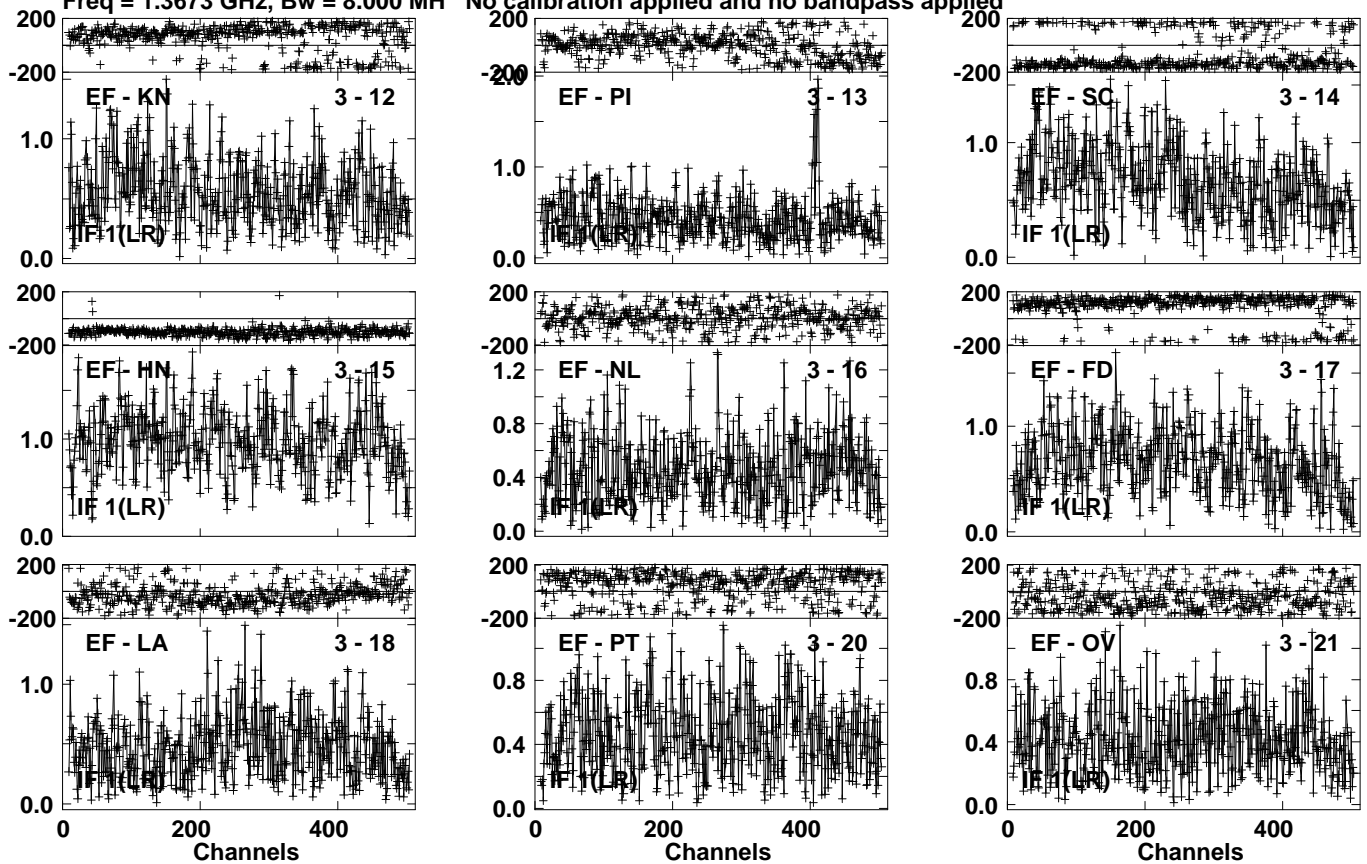 Freq = 1.3673 GHz, Bw = 8.000 MH No calibration applied and no bandpass applied
200
-200
EF - KN 3 - 12
1.0
IF 1(LR)
0.0
200
-200
2.0
EF - PI 3 - 13
1.0
IF 1(LR)
0.0
200
-200
EF - SC 3 - 14
1.0
IF 1(LR)
0.0
200
-200
EF - HN 3 - 15
1.0
IF 1(LR)
0.0
200
-200
EF - NL 3 - 16
1.2
0.8
0.4
IF 1(LR)
0.0
200
-200
EF - FD 3 - 17
1.0
IF 1(LR)
0.0
200
-200
EF - LA 3 - 18
1.0
IF 1(LR)
0.0
0 200 400
Channels
200
-200
EF - PT 3 - 20
0.8
0.4
IF 1(LR)
0.0
0 200 400
Channels
200
-200
EF - OV 3 - 21
0.8
0.4
IF 1(LR)
0.0
0 200 400
Channels